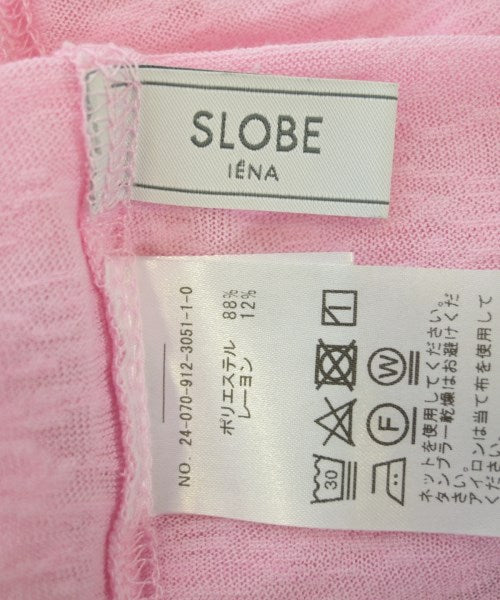 SLOBE
IÉNA
NO. 24-070-912-3051-1-0
ポリエステル 88%
レーヨン 12%
30
W
F
ネットを使用してください。
タンブラー乾燥はお避けくだ
さい。
アイロンは当て布を使用して
ください